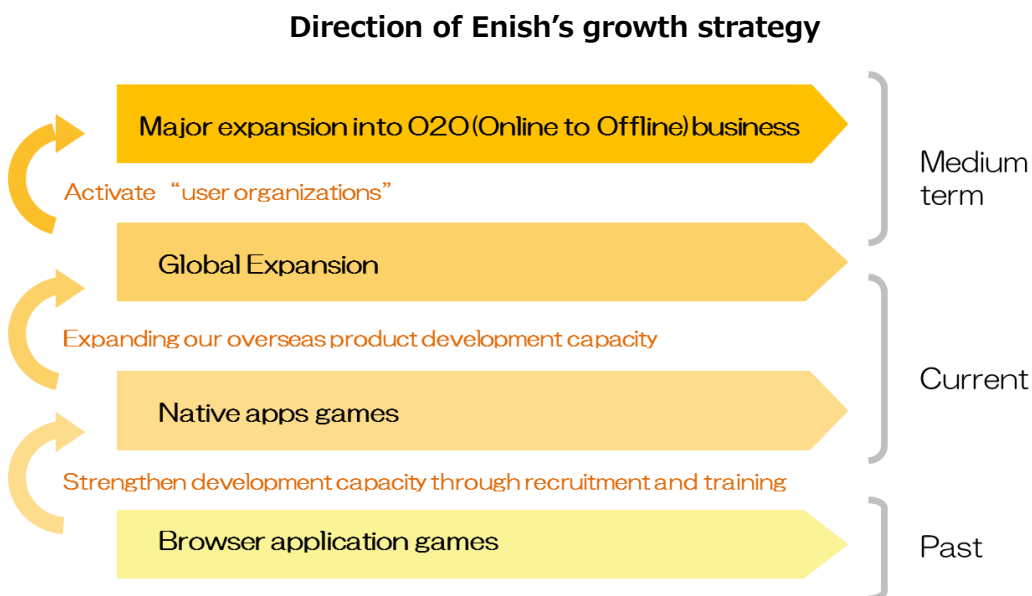 Direction of Enish’s growth strategy
Major expansion into O2O(Online to Offline)business
Activate “user organizations”
Medium
term
Global Expansion
Expanding our overseas product development capacity
Current
Native apps games
Strengthen development capacity through recruitment and training
Browser application games
Past